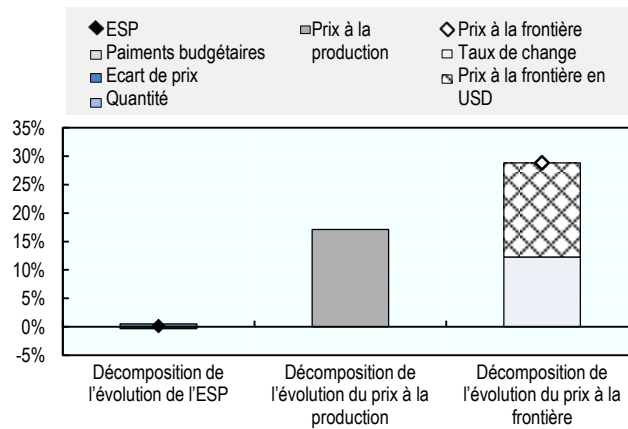 ESP
Paiments budgétaires
Ecart de prix
Quantité
Prix à la
production
Prix à la frontière
Taux de change
Prix à la frontière en
USD
35%
30%
25%
20%
15%
10%
5%
0%
-5%
Décomposition de
l'évolution de l'ESP
Décomposition de
l'évolution du prix à la
production
Décomposition de
l'évolution du prix à la
frontière